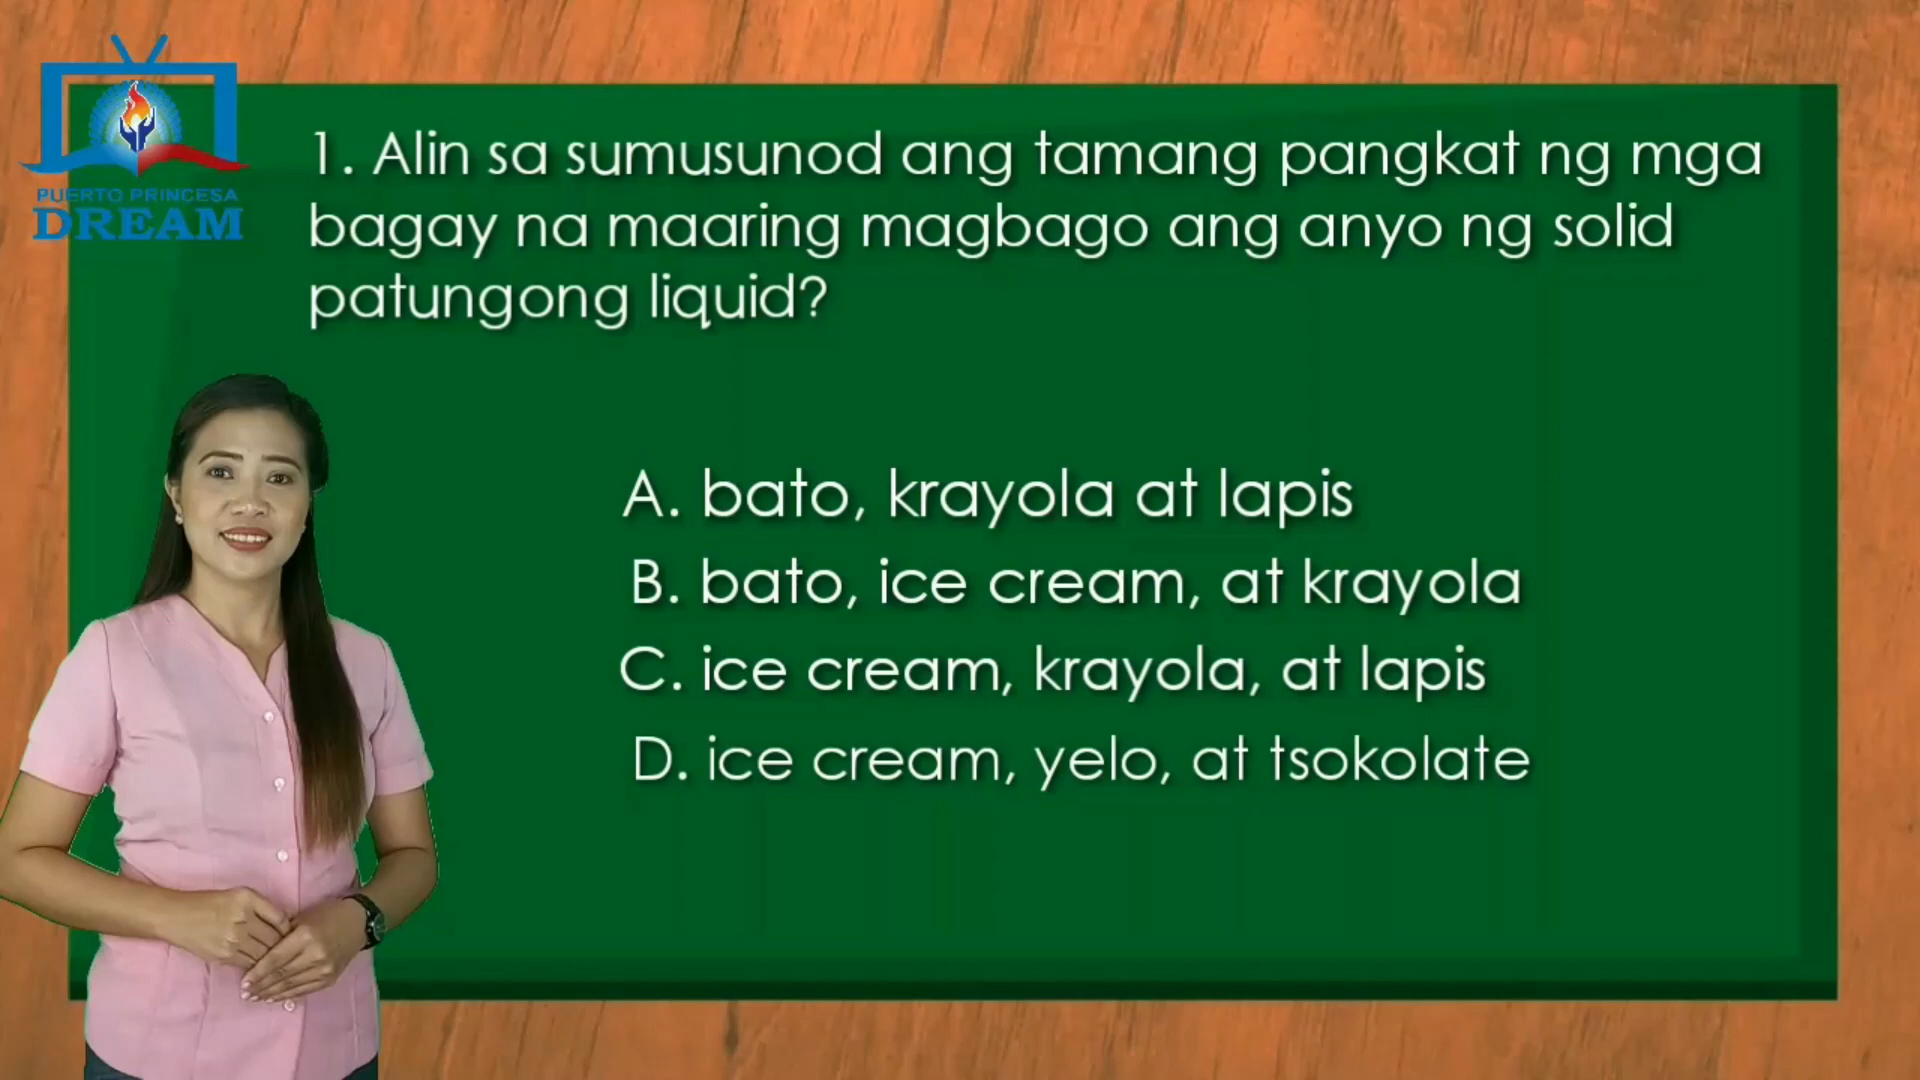 PUERTO PRINCESA
DREAM
1. Alin sa sumusunod ang tamang pangkat ng mga
bagay na maaring magbago ang anyo ng solid
patungong liquid?
A. bato, krayola at lapis
B. bato, ice cream, at krayola
C. ice cream, krayola, at lapis
D. ice cream, yelo, at tsokolate